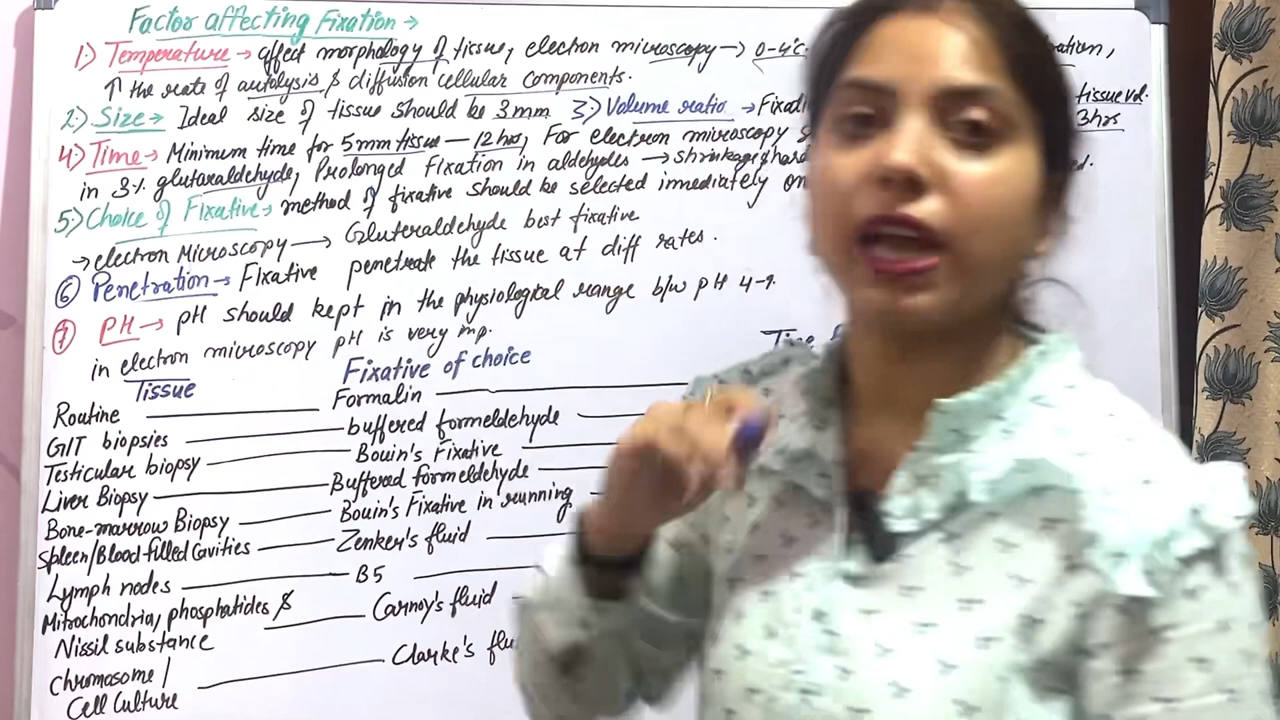 Factor affecting Fixation →
1) Temperature → affect morphology of tissue, electron microscopy → 0-4°c
↑ the rate of autolysis & diffusion cellular components.
2) Size → Ideal size of tissue should be 3mm 3) Volume ratio → Fixati tissue vol.
4) Time → Minimum time for 5mm tissue — 12 hrs, For electron microscopy 3hrs
in 3% glutaraldehyde, Prolonged Fixation in aldehydes → shrinkage & hard
5) Choice of Fixative → method of fixative should be selected immediately on
→ electron Microscopy → Gluteraldehyde best fixative
6 Penetration → Fixative penetrate the tissue at diff rates.
7 PH → pH should kept in the physiological range b/w pH 4-9.
in electron microscopy pH is very imp.
Tissue Fixative of choice Time
Routine — Formalin
GIT biopsies — buffered formeldehyde
Testicular biopsy — Bouin's Fixative
Liver Biopsy — Buffered formeldehyde
Bone-marrow Biopsy — Bouin's Fixative in running
Spleen/Blood filled Cavities — Zenker's fluid
Lymph nodes — B5
Mitrochondria, phosphatides & — Carnoy's fluid
Nissil substance
Chromasome / — Clarke's flu
Cell Culture